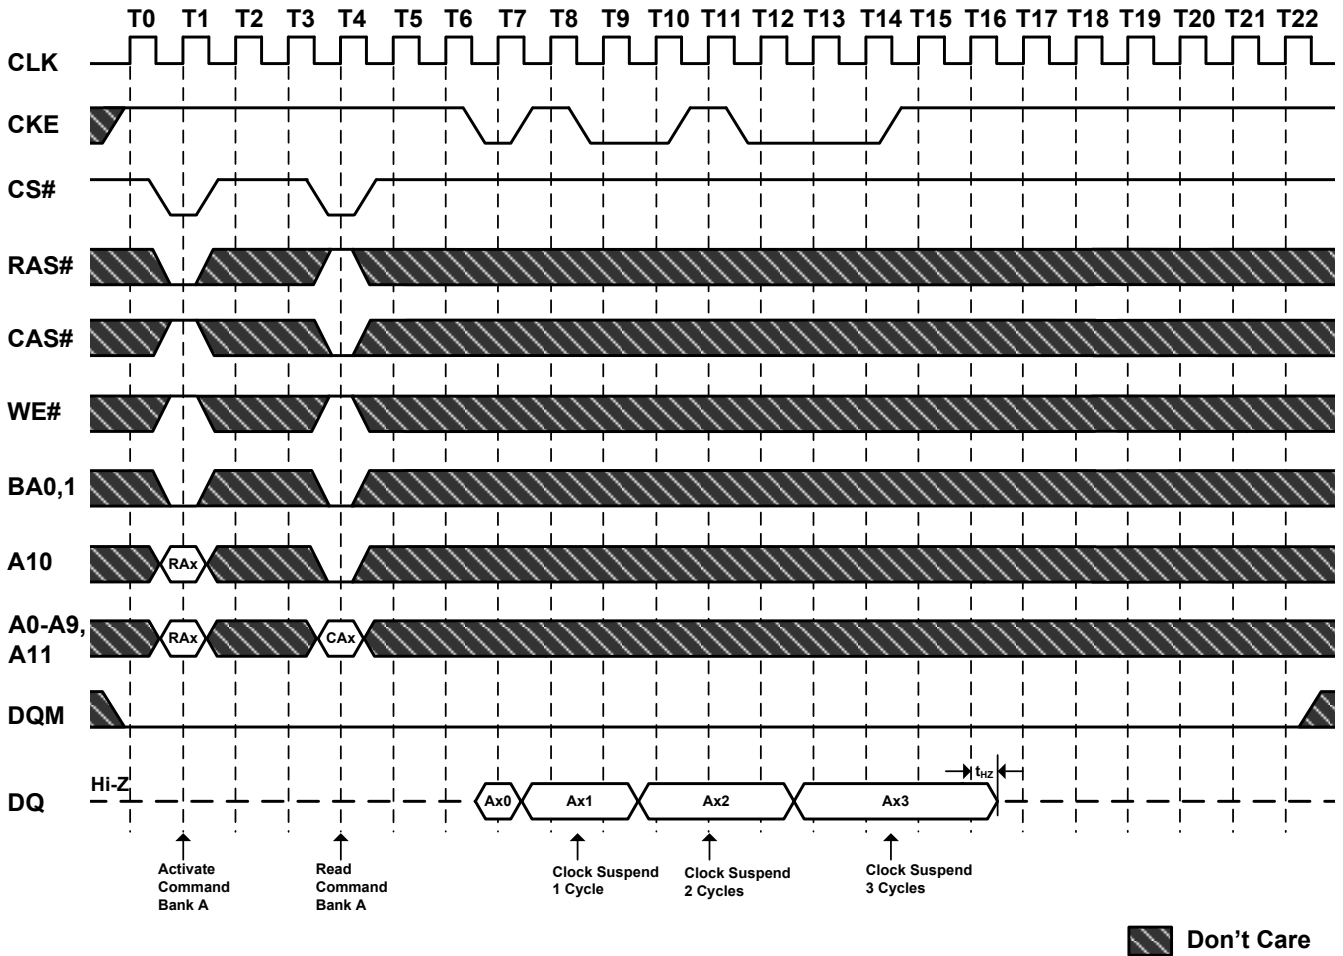 T0 T1 T2 T3 T4 T5 T6 T7 T8 T9 T10 T11 T12 T13 T14 T15 T16 T17 T18 T19 T20 T21 T22
CLK
CKE
CS#
RAS#
CAS#
WE#
BA0,1
A10
RAx
A0-A9,
A11
RAx
CAx
DQM
tHZ
Hi-Z
DQ
Ax0
Ax1
Ax2
Ax3
Activate
Command
Bank A
Read
Command
Bank A
Clock Suspend
1 Cycle
Clock Suspend
2 Cycles
Clock Suspend
3 Cycles
Don't Care